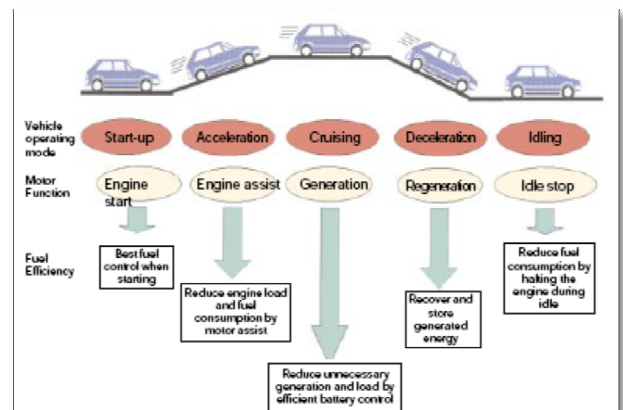 Vehicle
operating
mode
Start-up
Acceleration
Cruising
Deceleration
Idling
Motor
Function
Engine
start
Engine assist
Generation
Regeneration
Idle stop
Fuel
Efficiency
Best fuel
control when
starting
Reduce engine load
and fuel
consumption by
motor assist
Reduce unnecessary
generation and load by
efficient battery control
Recover and
store
generated
energy
Reduce fuel
consumption by
halting the
engine during
idle